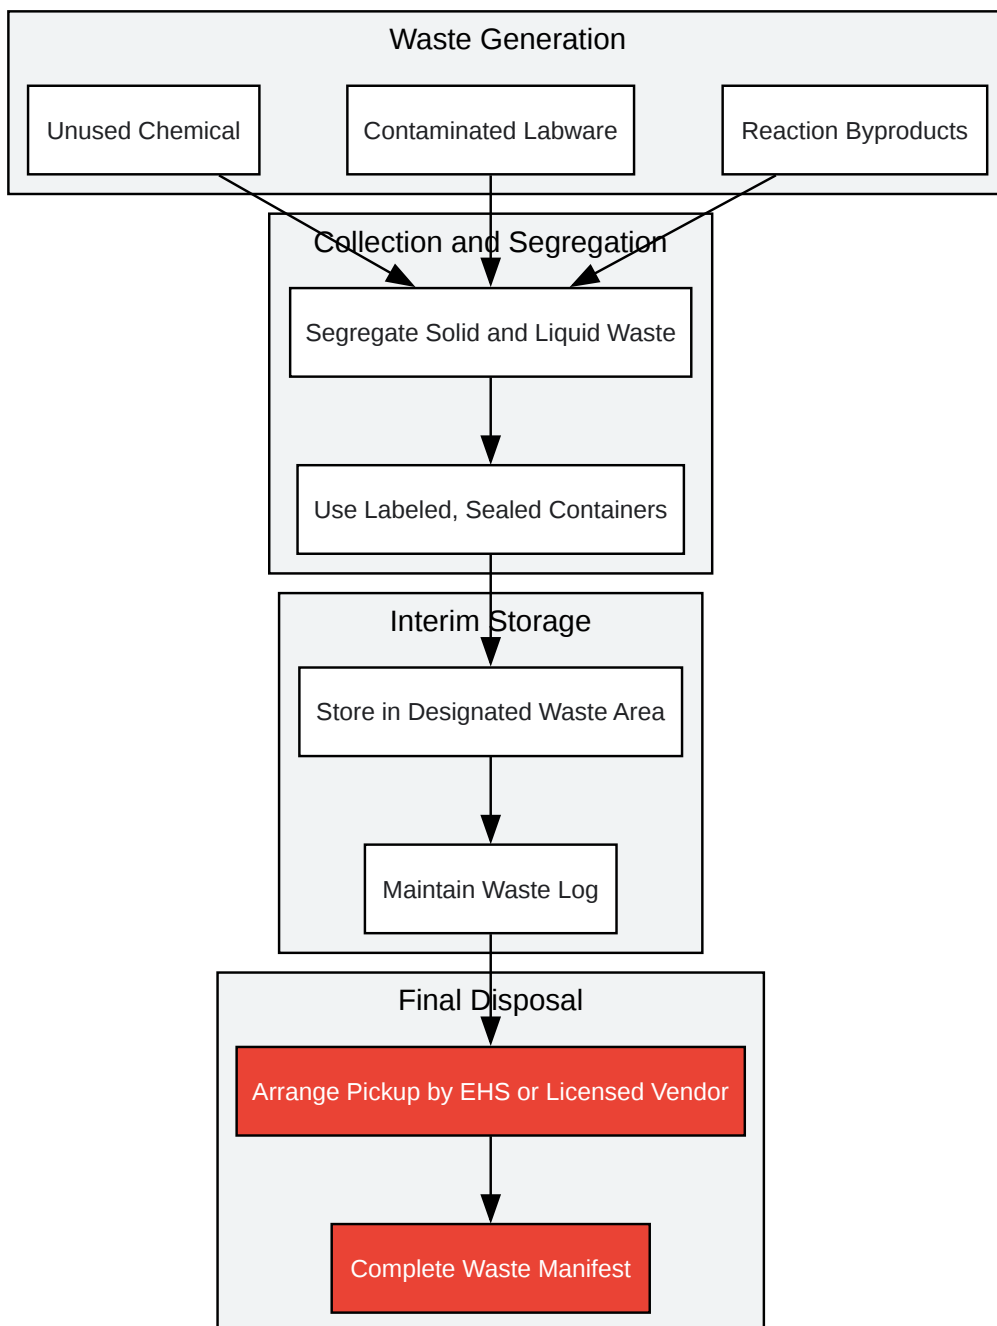 Waste Generation
Unused Chemical
Contaminated Labware
Reaction Byproducts
Collection and Segregation
Segregate Solid and Liquid Waste
Use Labeled, Sealed Containers
Interim Storage
Store in Designated Waste Area
Maintain Waste Log
Final Disposal
Arrange Pickup by EHS or Licensed Vendor
Complete Waste Manifest